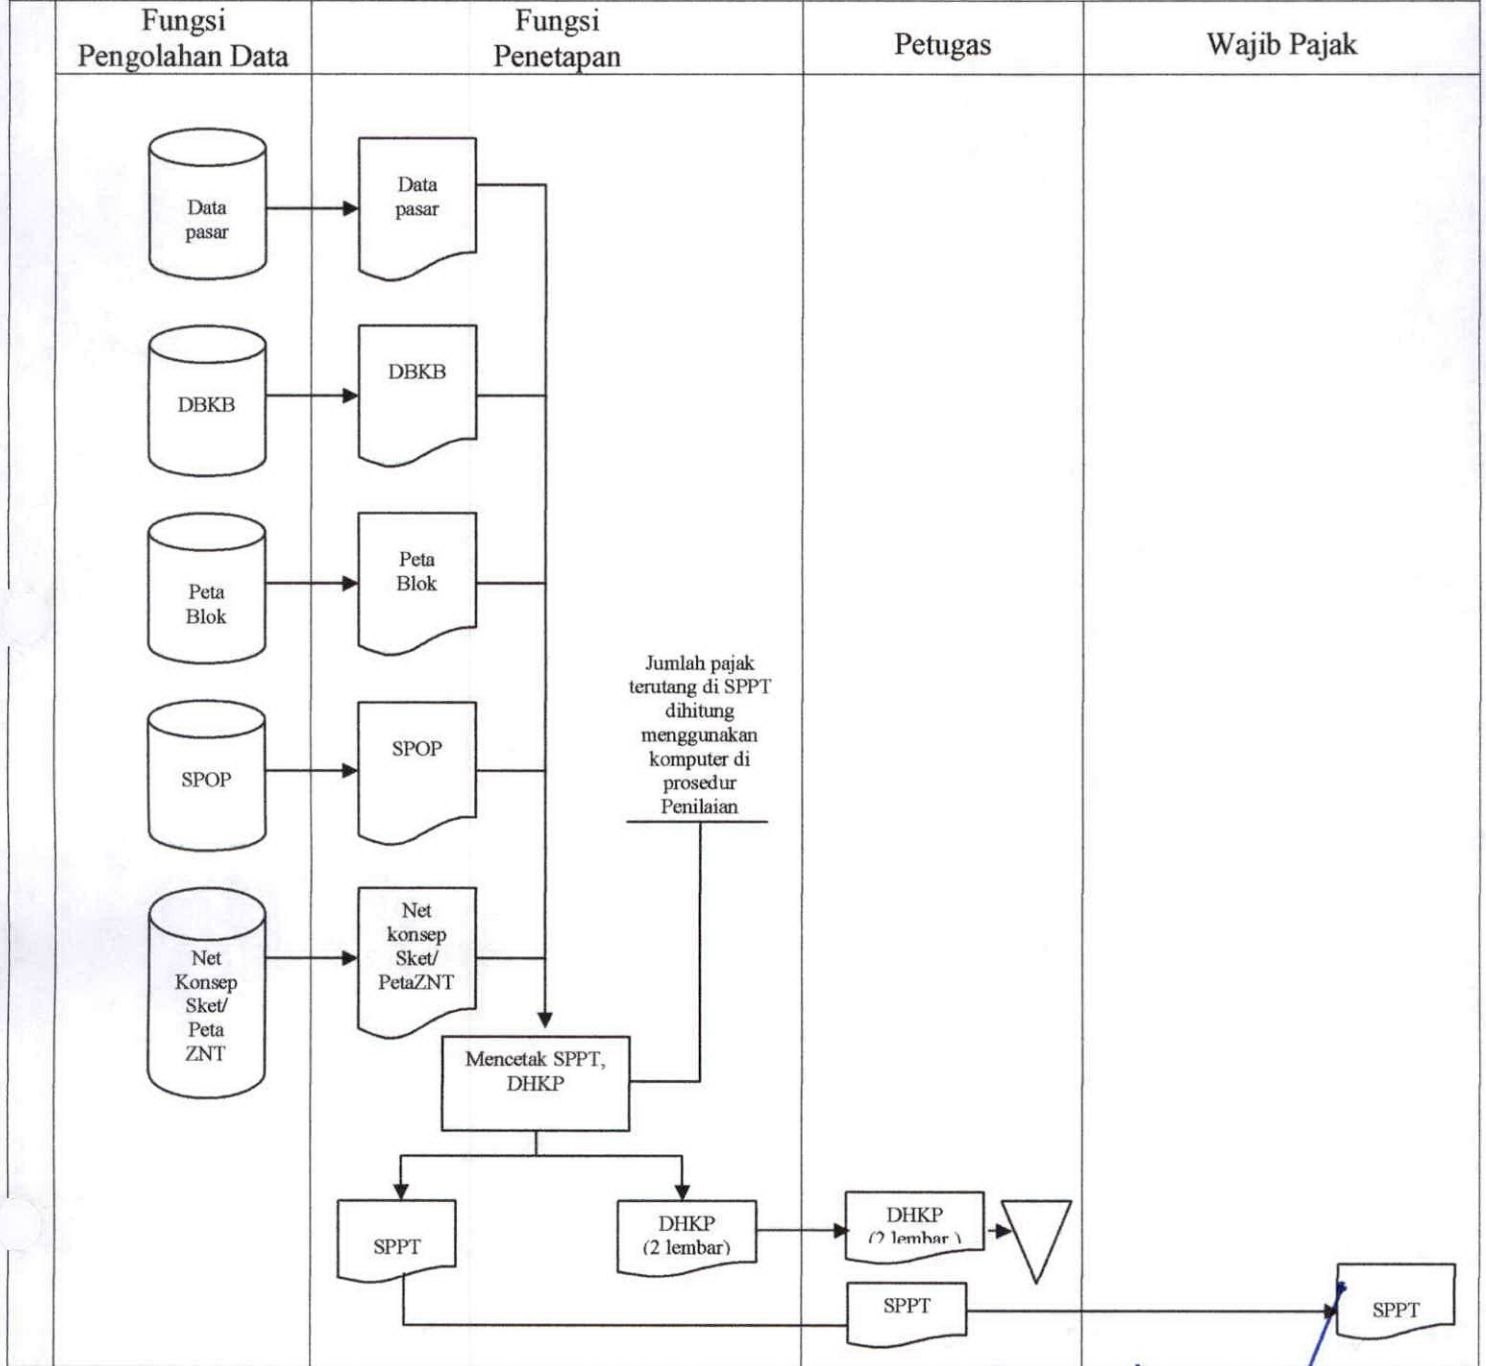 Fungsi
Pengolahan Data
Fungsi
Penetapan
Petugas
Wajib Pajak
Data
pasar
Data
pasar
DBKB
DBKB
Peta
Blok
Peta
Blok
SPOP
SPOP
Net
Konsep
Sket/
Peta
ZNT
Net
konsep
Sket/
PetaZNT
Jumlah pajak
terutang di SPPT
dihitung
menggunakan
komputer di
prosedur
Penilaian
Mencetak SPPT,
DHKP
SPPT
DHKP
(2 lembar)
DHKP
(2 lembar )
SPPT
SPPT